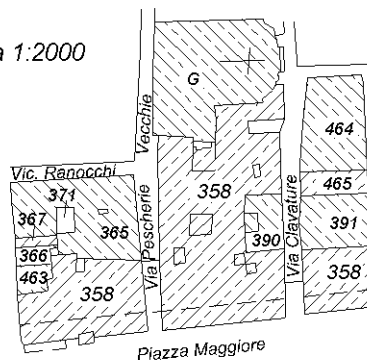 a 1:2000
G
Vecchie
464
Vic. Ranocchi
371
358
465
367
365
Via Pescherie
Via Clavature
391
366
390
463
358
358
Piazza Maggiore